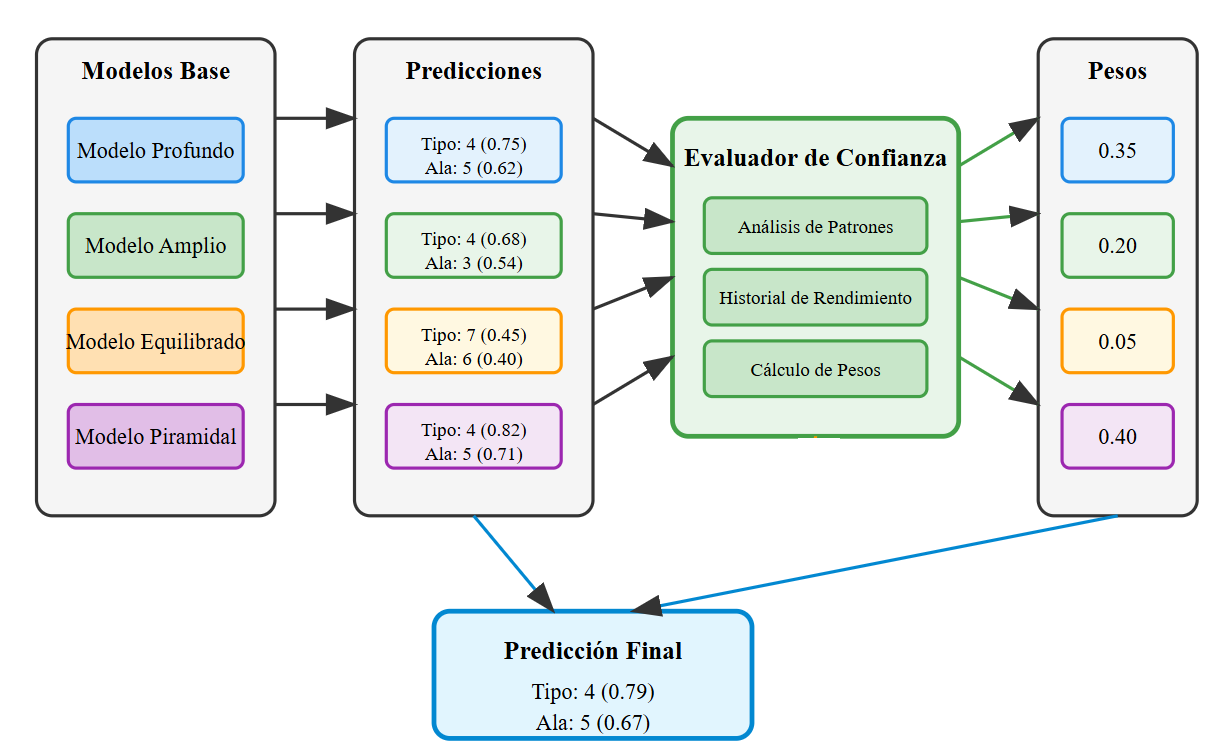 Modelos Base
Modelo Profundo
Modelo Amplio
Modelo Equilibrado
Modelo Piramidal
Predicciones
Tipo: 4 (0.75)
Ala: 5 (0.62)
Tipo: 4 (0.68)
Ala: 3 (0.54)
Tipo: 7 (0.45)
Ala: 6 (0.40)
Tipo: 4 (0.82)
Ala: 5 (0.71)
Evaluador de Confianza
Análisis de Patrones
Historial de Rendimiento
Cálculo de Pesos
Pesos
0.35
0.20
0.05
0.40
Predicción Final
Tipo: 4 (0.79)
Ala: 5 (0.67)